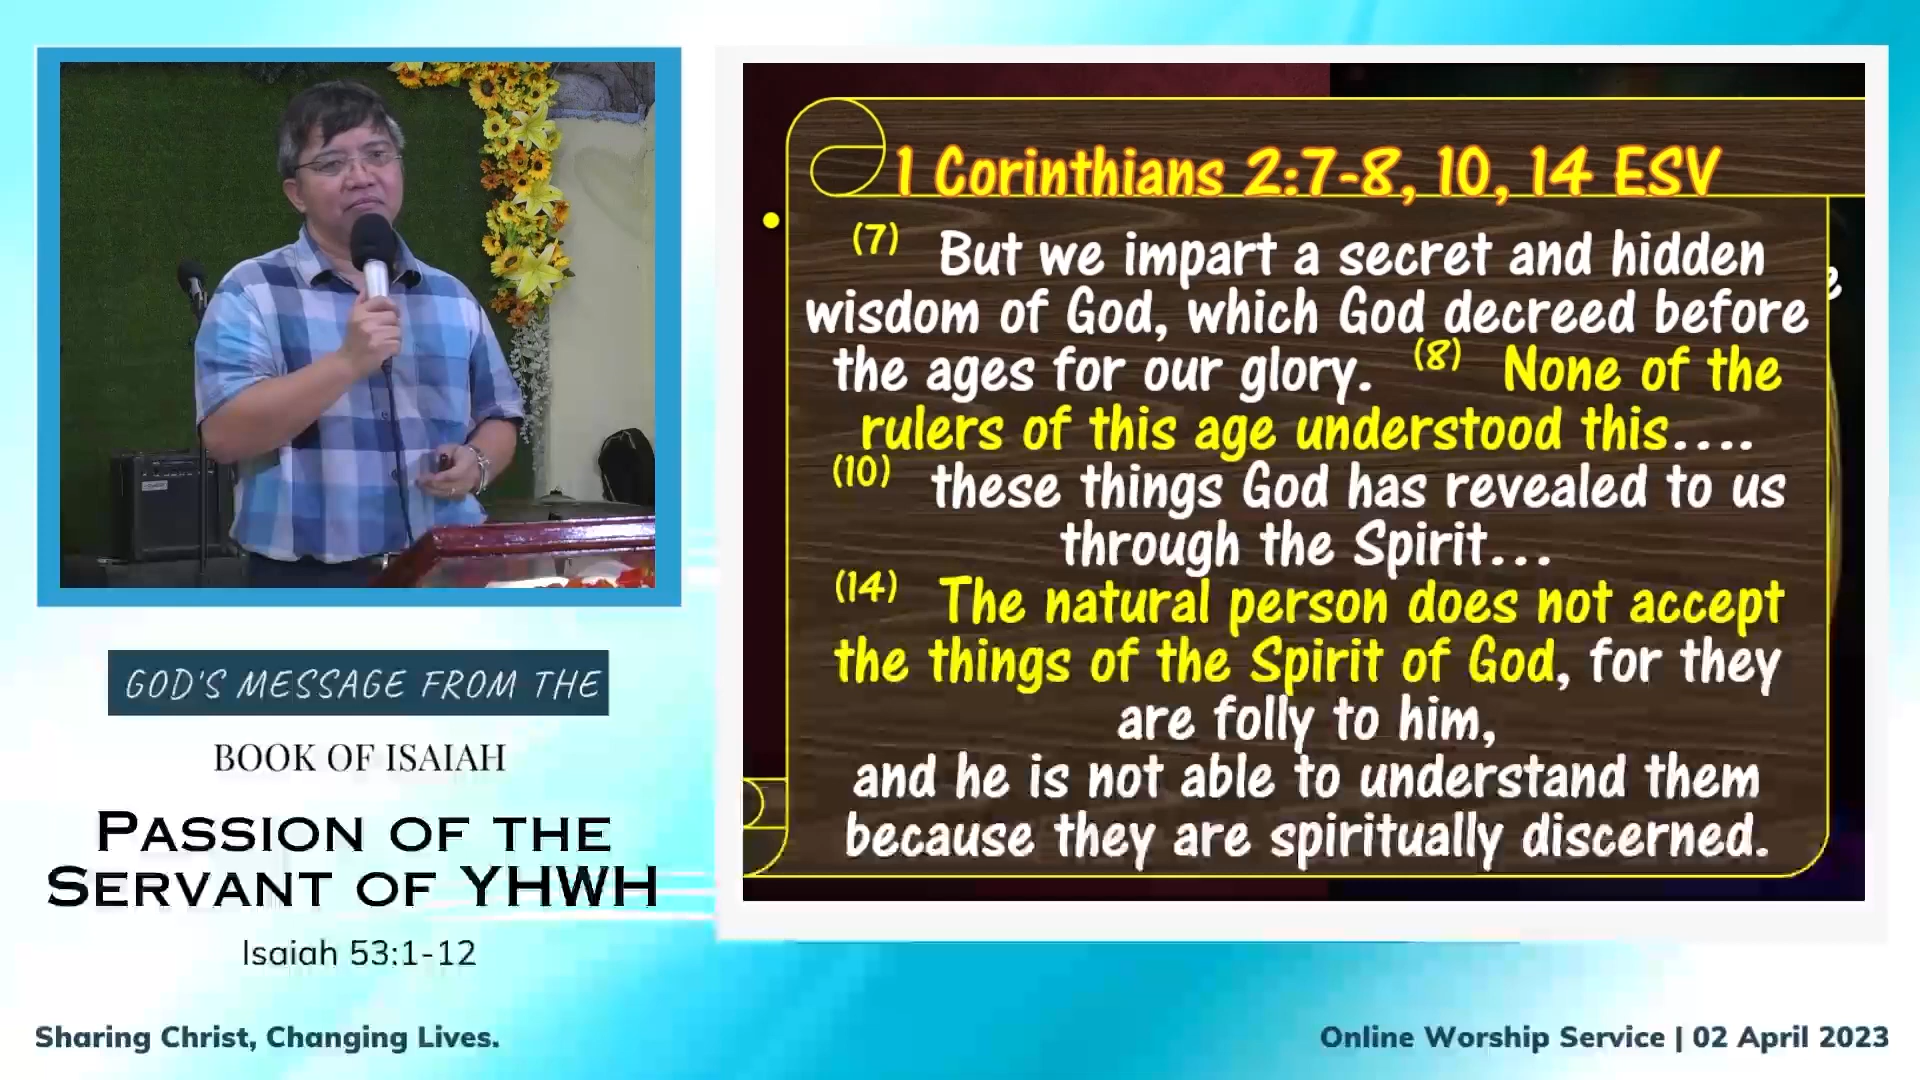 GOD'S MESSAGE FROM THE
BOOK OF ISAIAH
PASSION OF THE
SERVANT OF YHWH
Isaiah 53:1-12
1 Corinthians 2:7-8, 10, 14 ESV
(7) But we impart a secret and hidden
wisdom of God, which God decreed before
the ages for our glory. (8) None of the
rulers of this age understood this....
(10) these things God has revealed to us
through the Spirit...
(14) The natural person does not accept
the things of the Spirit of God, for they
are folly to him,
and he is not able to understand them
because they are spiritually discerned.
Sharing Christ, Changing Lives.
Online Worship Service | 02 April 2023